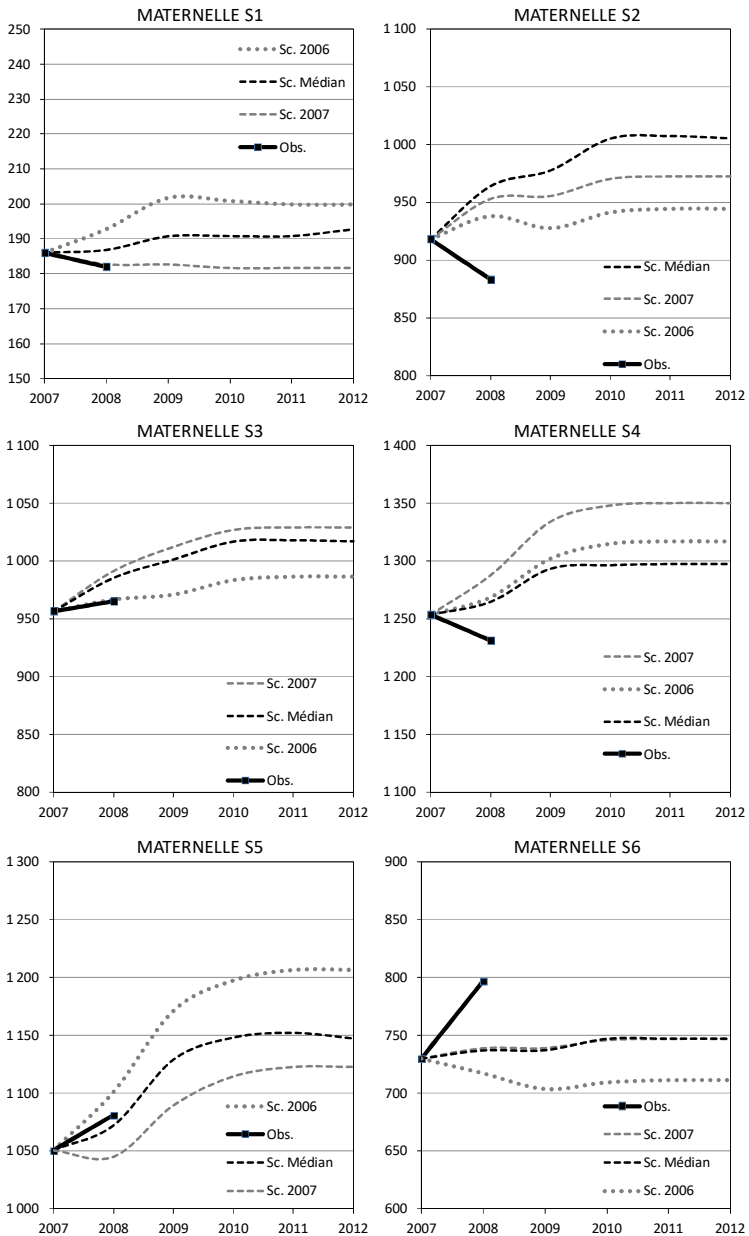 MATERNELLE S1
250
240
230
220
210
200
190
180
170
160
150
2007 2008 2009 2010 2011 2012
Sc. 2006
Sc. Médian
Sc. 2007
Obs.
MATERNELLE S2
1 100
1 050
1 000
950
900
850
800
2007 2008 2009 2010 2011 2012
Sc. Médian
Sc. 2007
Sc. 2006
Obs.
MATERNELLE S3
1 100
1 050
1 000
950
900
850
800
2007 2008 2009 2010 2011 2012
Sc. 2007
Sc. Médian
Sc. 2006
Obs.
MATERNELLE S4
1 400
1 350
1 300
1 250
1 200
1 150
1 100
2007 2008 2009 2010 2011 2012
Sc. 2007
Sc. 2006
Sc. Médian
Obs.
MATERNELLE S5
1 300
1 250
1 200
1 150
1 100
1 050
1 000
2007 2008 2009 2010 2011 2012
Sc. 2006
Obs.
Sc. Médian
Sc. 2007
MATERNELLE S6
900
850
800
750
700
650
600
2007 2008 2009 2010 2011 2012
Obs.
Sc. 2007
Sc. Médian
Sc. 2006